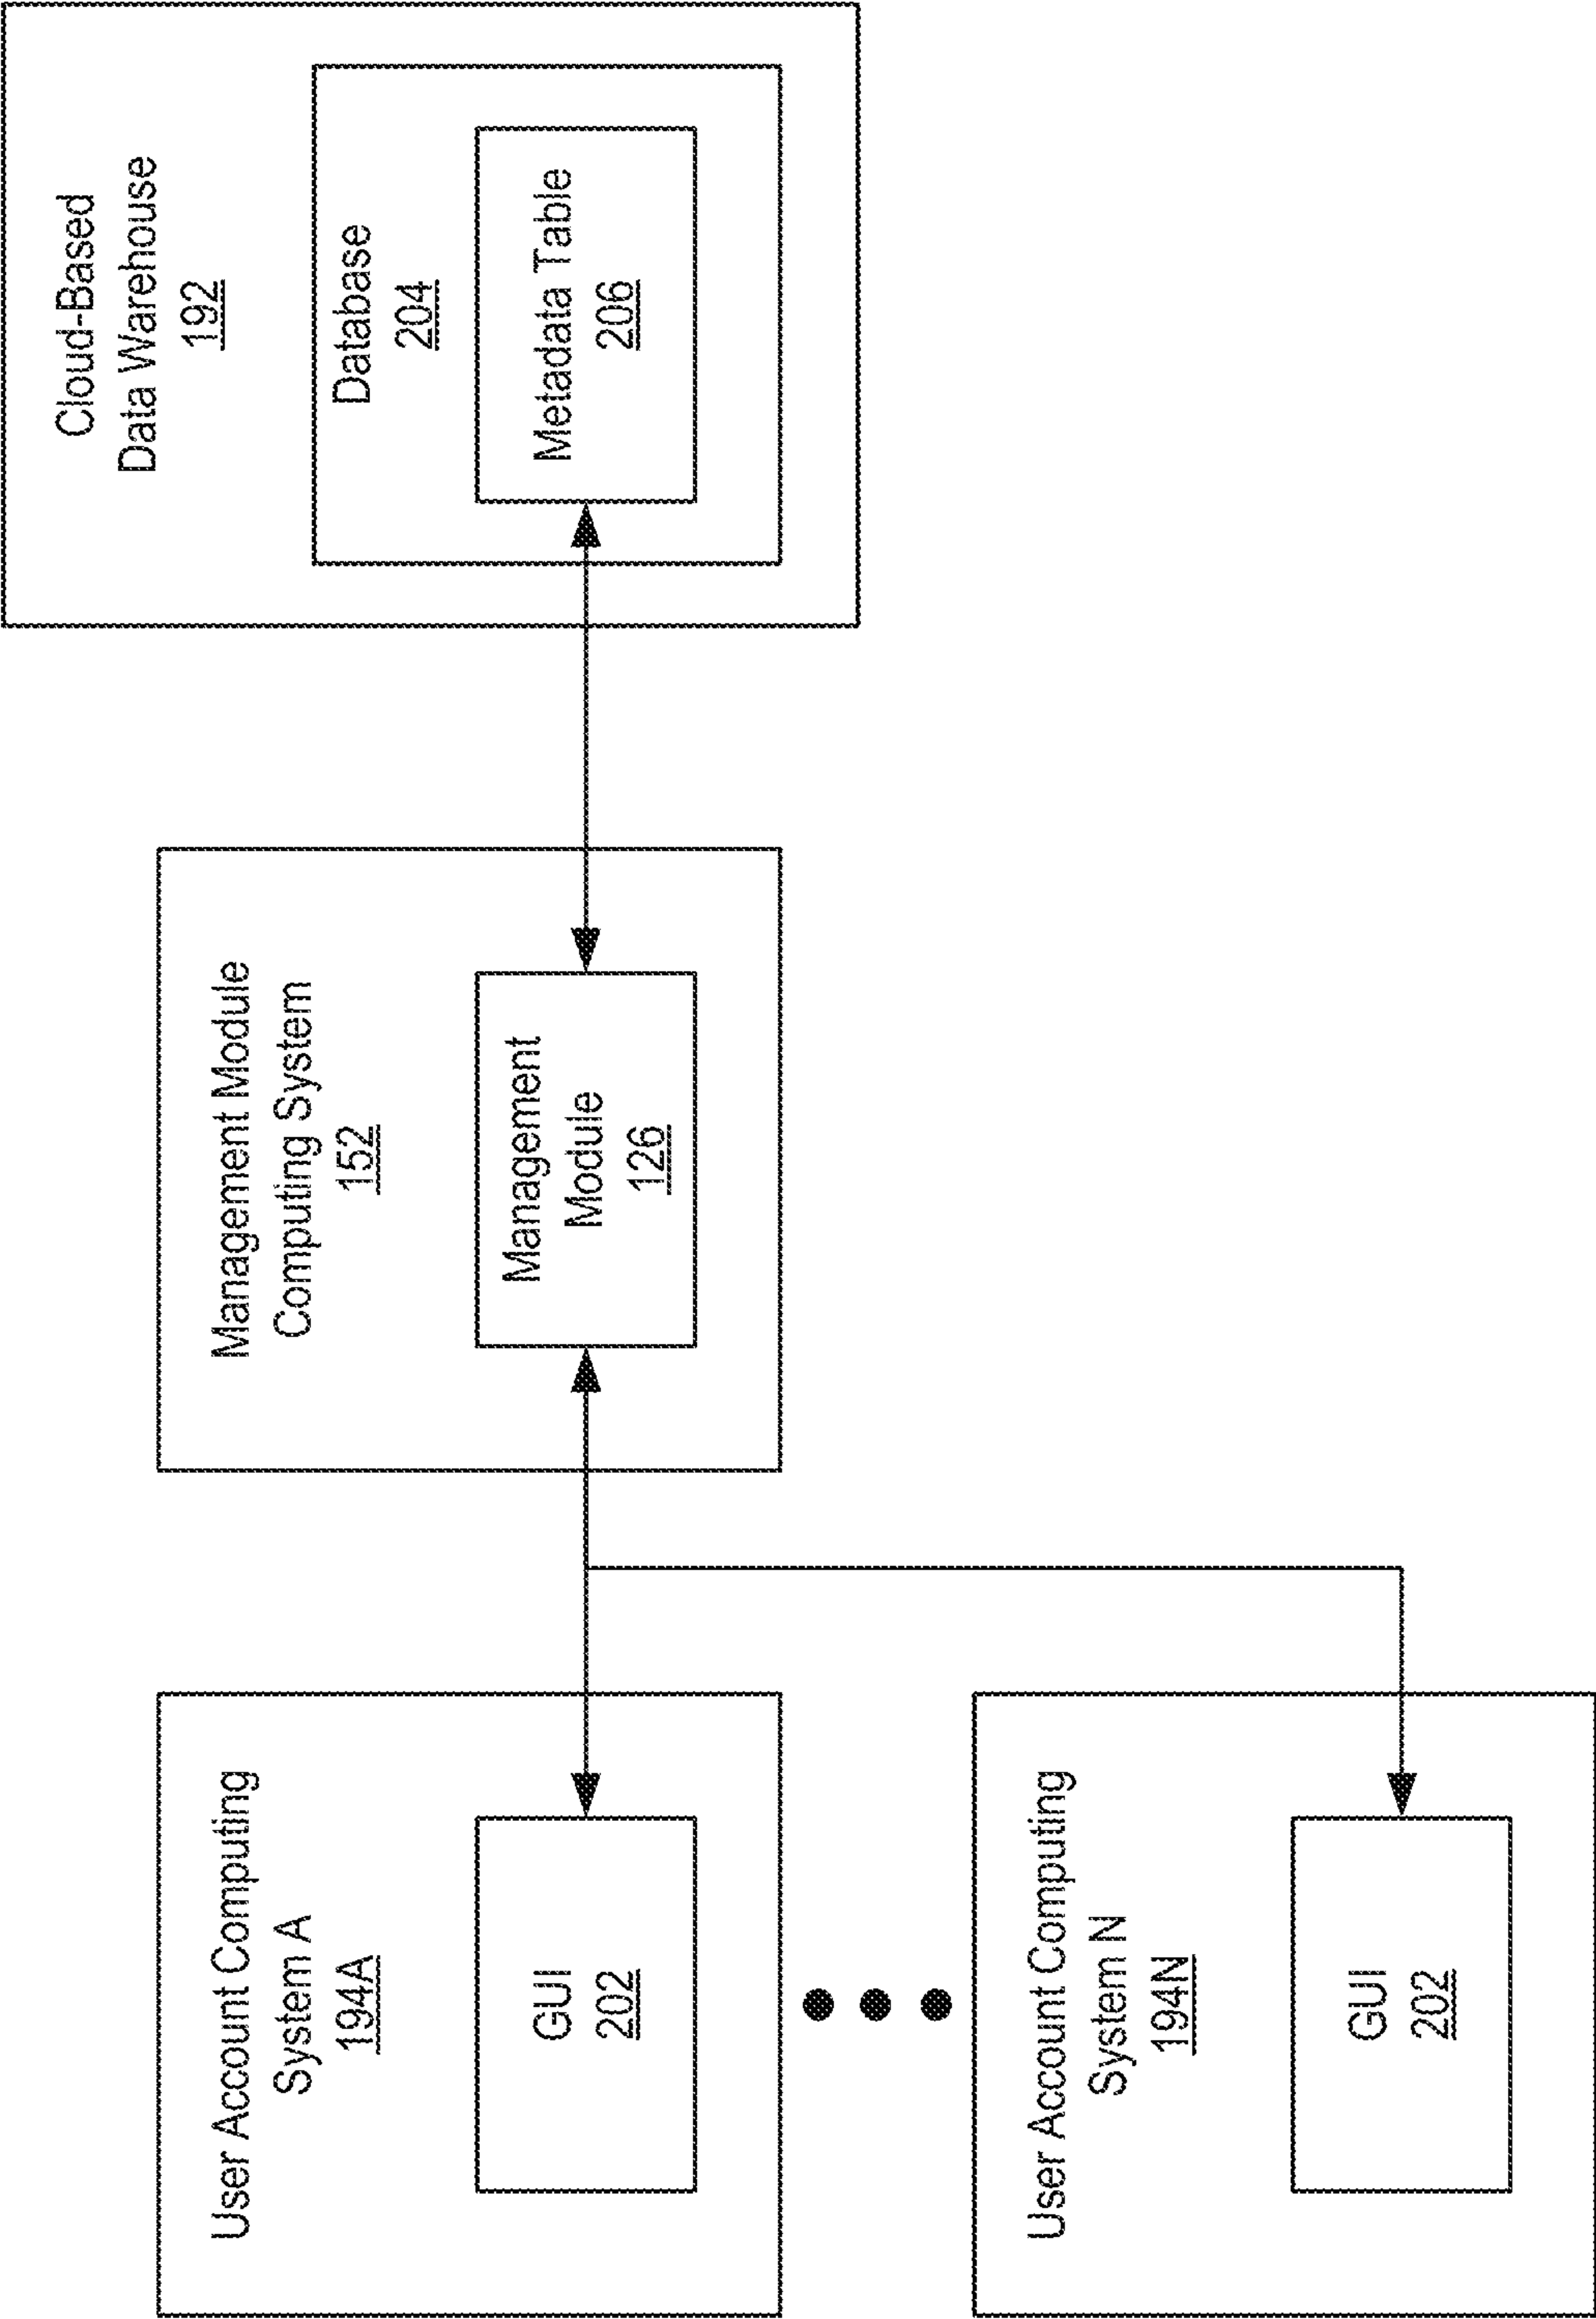 User Account Computing
System A
194A
GUI
202
User Account Computing
System N
194N
GUI
202
Management Module
Computing System
152
Management
Module
126
Cloud-Based
Data Warehouse
192
Database
204
Metadata Table
206